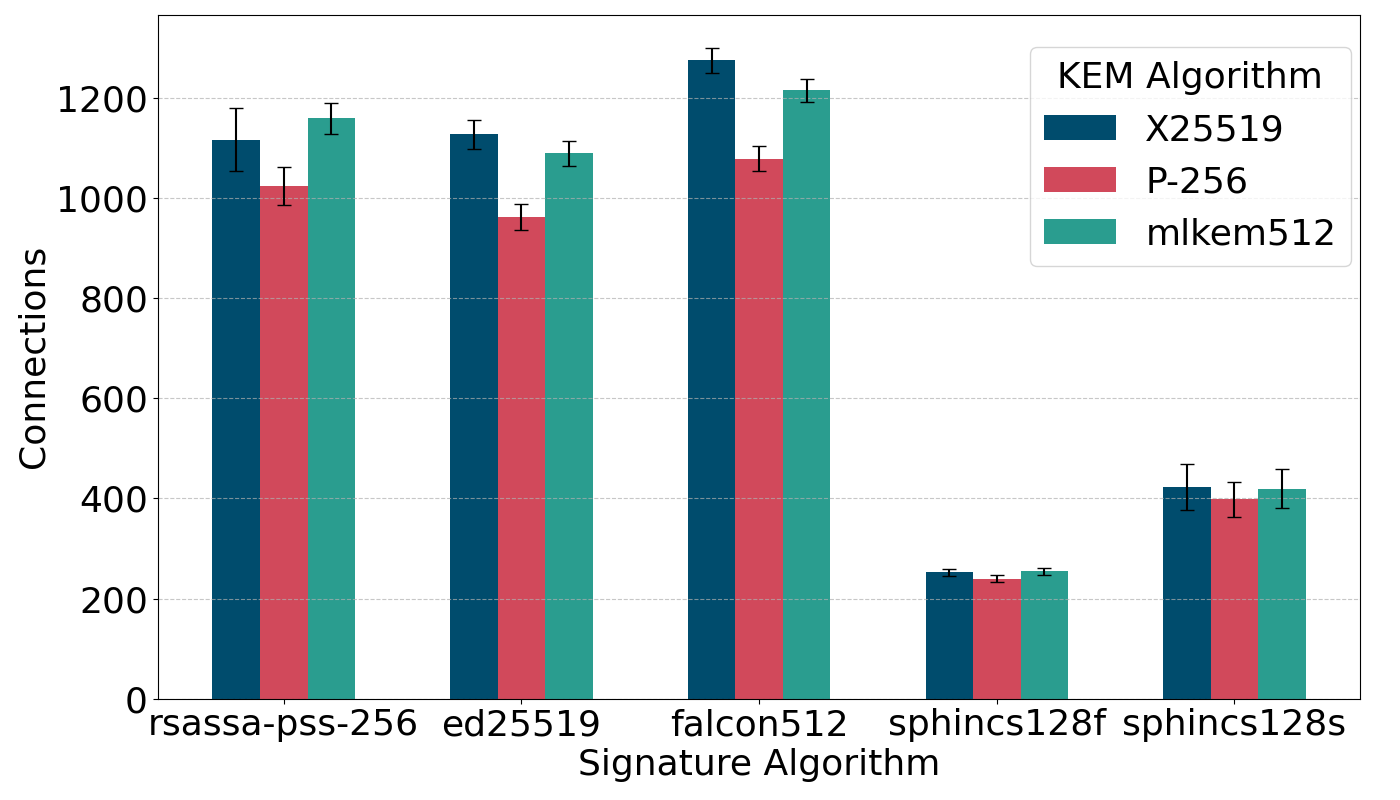 KEM Algorithm
X25519
P-256
mlkem512
1200
1000
800
600
400
200
0
Connections
rsassa-pss-256 ed25519 falcon512 sphincs128f sphincs128s
Signature Algorithm